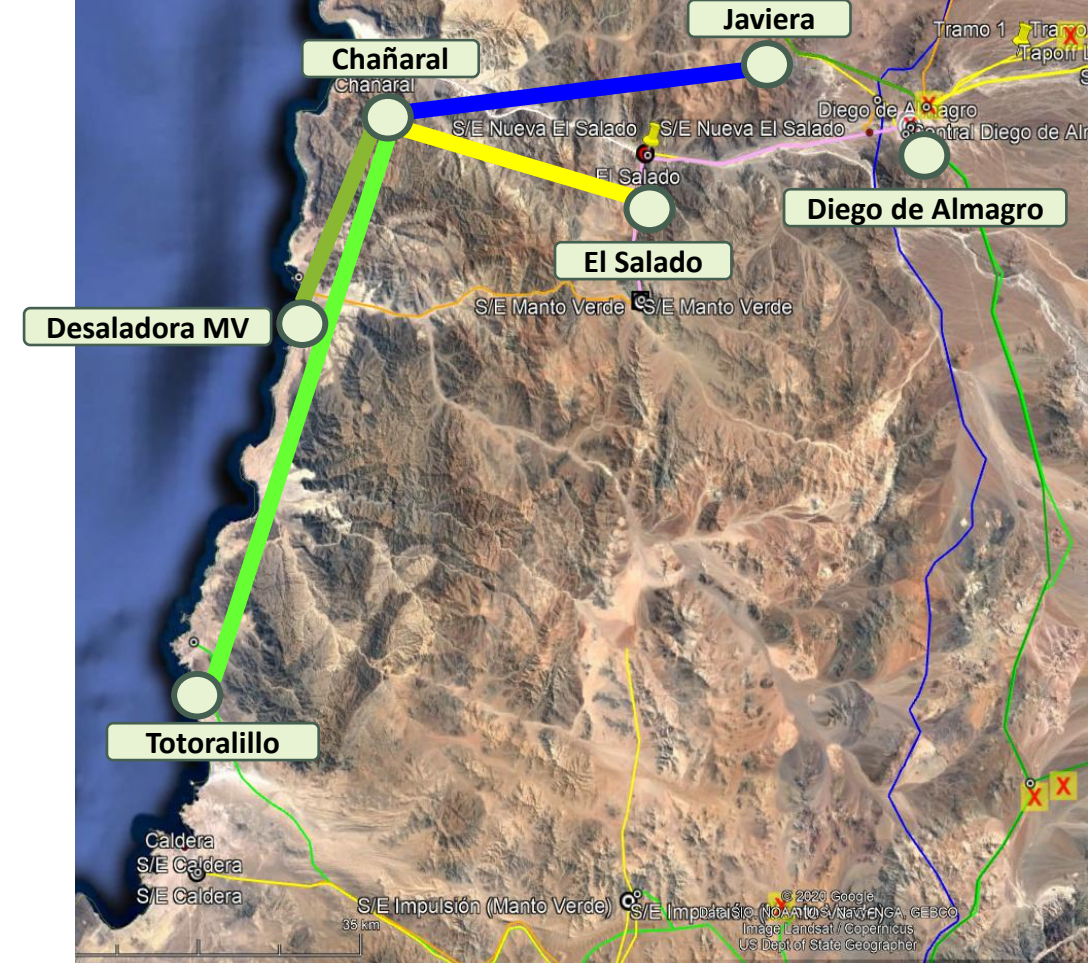 Javiera
Tramo 1
Chañaral
Chañaral
Diego de Almagro
S/E Nueva El Salado
S/E Nueva El Salado
El Salado
Diego de Almagro
El Salado
S/E Manto Verde
S/E Manto Verde
Desaladora MV
Totoralillo
Caldera
S/E Caldera
S/E Caldera
S/E Impulsión (Manto Verde)
35 km
© 2020 Google
Image Landsat / Copernicus
US Dept of State Geographer
X
X
X